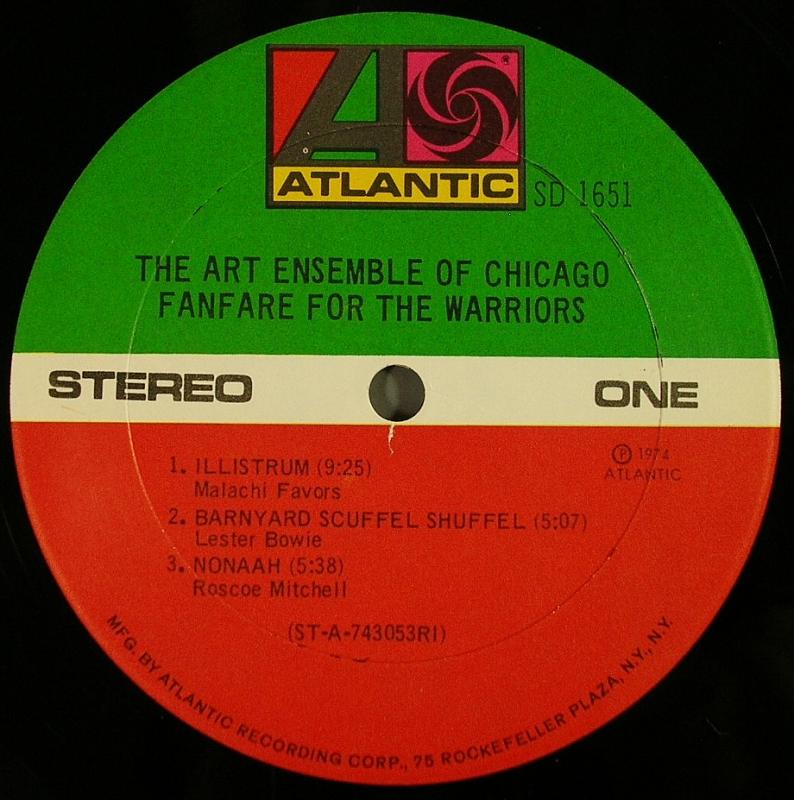 ATLANTIC
SD 1651
THE ART ENSEMBLE OF CHICAGO
FANFARE FOR THE WARRIORS
STEREO
ONE
1. ILLISTRUM (9:25)
Malachi Favors
2. BARNYARD SCUFFEL SHUFFEL (5:07)
Lester Bowie
3. NONAAH (5:38)
Roscoe Mitchell
℗ 1974
ATLANTIC
(ST-A-743053RI)
MFG. BY ATLANTIC RECORDING CORP., 75 ROCKEFELLER PLAZA, N.Y., N.Y.